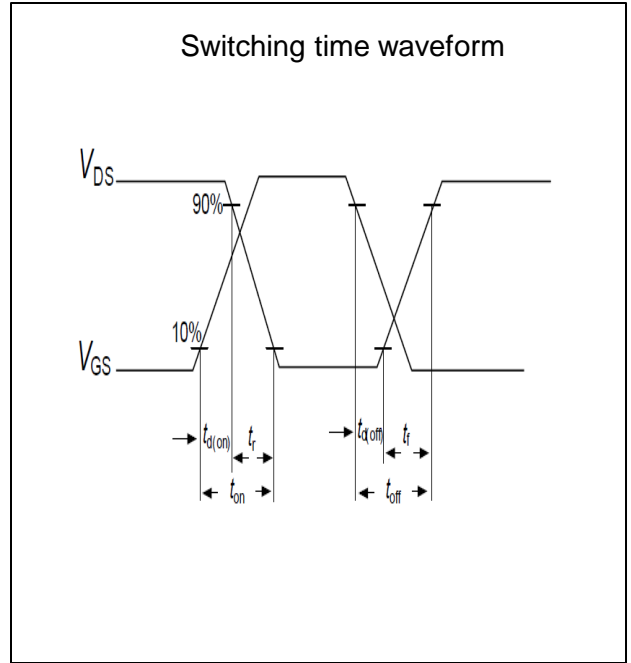 Switching time waveform
VDS
90%
10%
VGS
td(on)
tr
td(off)
tf
ton
toff